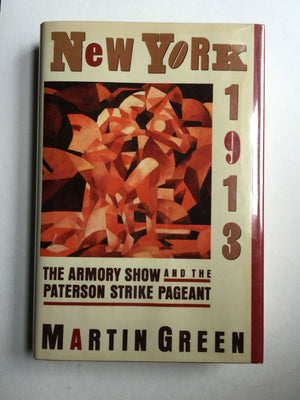 NeW YORK
1913
THE ARMORY SHOW AND THE
PATERSON STRIKE PAGEANT
MARTIN GREEN